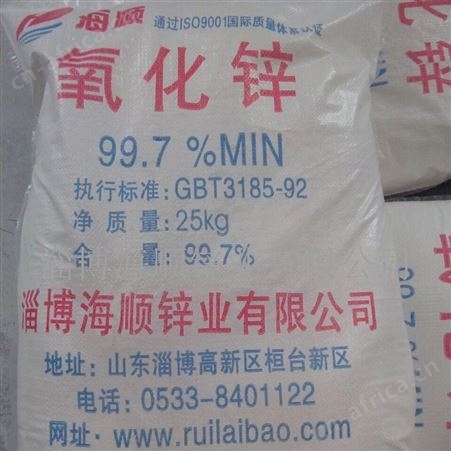 海顺 通过ISO9001国际质量体系认证
氧化锌
99.7 %MIN
执行标准: GBT3185-92
净 质 量: 25kg
含 量: 99.7%
淄博海顺锌业有限公司
地址: 山东淄博高新区桓台新区
电话: 0533-8401122
网址: www.ruilaibao.com